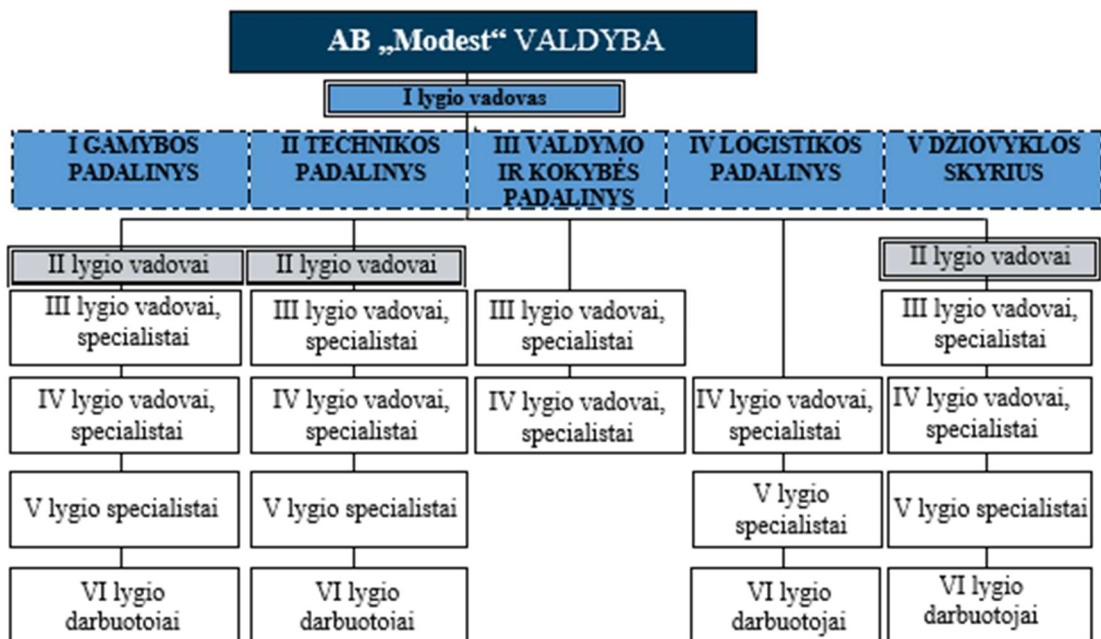 AB „Modest“ VALDYBA
I lygio vadovas
I GAMYBOS
PADALINYS
II TECHNIKOS
PADALINYS
III VALDYMO
IR KOKYBĖS
PADALINYS
IV LOGISTIKOS
PADALINYS
V DŽIOVYKLOS
SKYRIUS
II lygio vadovai
II lygio vadovai
II lygio vadovai
III lygio vadovai,
specialistai
III lygio vadovai,
specialistai
III lygio vadovai,
specialistai
III lygio vadovai,
specialistai
IV lygio vadovai,
specialistai
IV lygio vadovai,
specialistai
IV lygio vadovai,
specialistai
IV lygio vadovai,
specialistai
IV lygio vadovai,
specialistai
V lygio specialistai
V lygio specialistai
V lygio
specialistai
V lygio specialistai
VI lygio
darbuotojai
VI lygio
darbuotojai
VI lygio
darbuotojai
VI lygio
darbuotojai